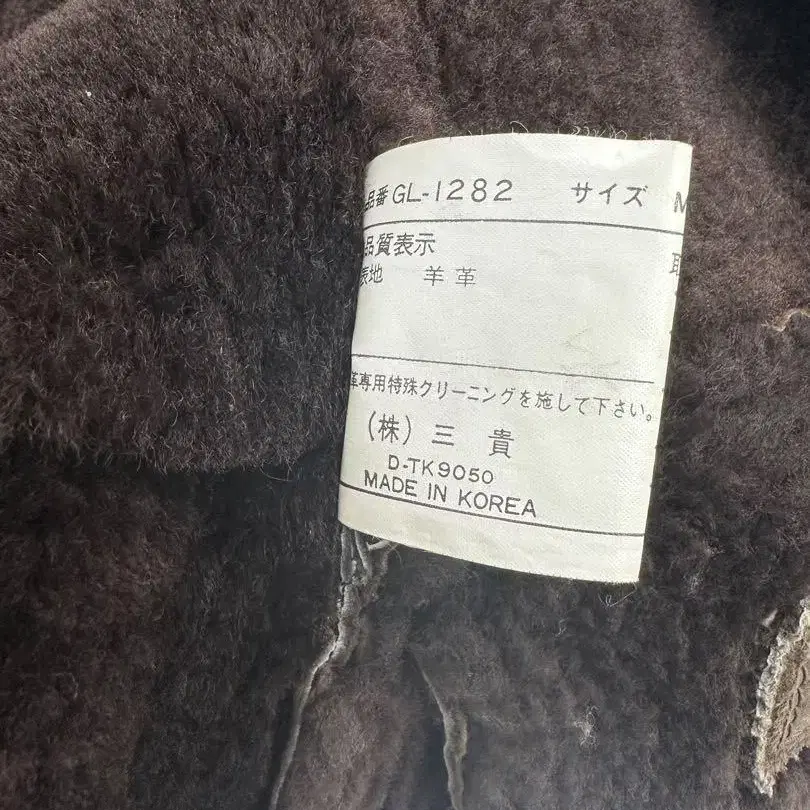 品番 GL-1282 サイズ M
品質表示
表地 羊革
革専用特殊クリーニングを施して下さい。
(株) 三貴
D-TK9050
MADE IN KOREA